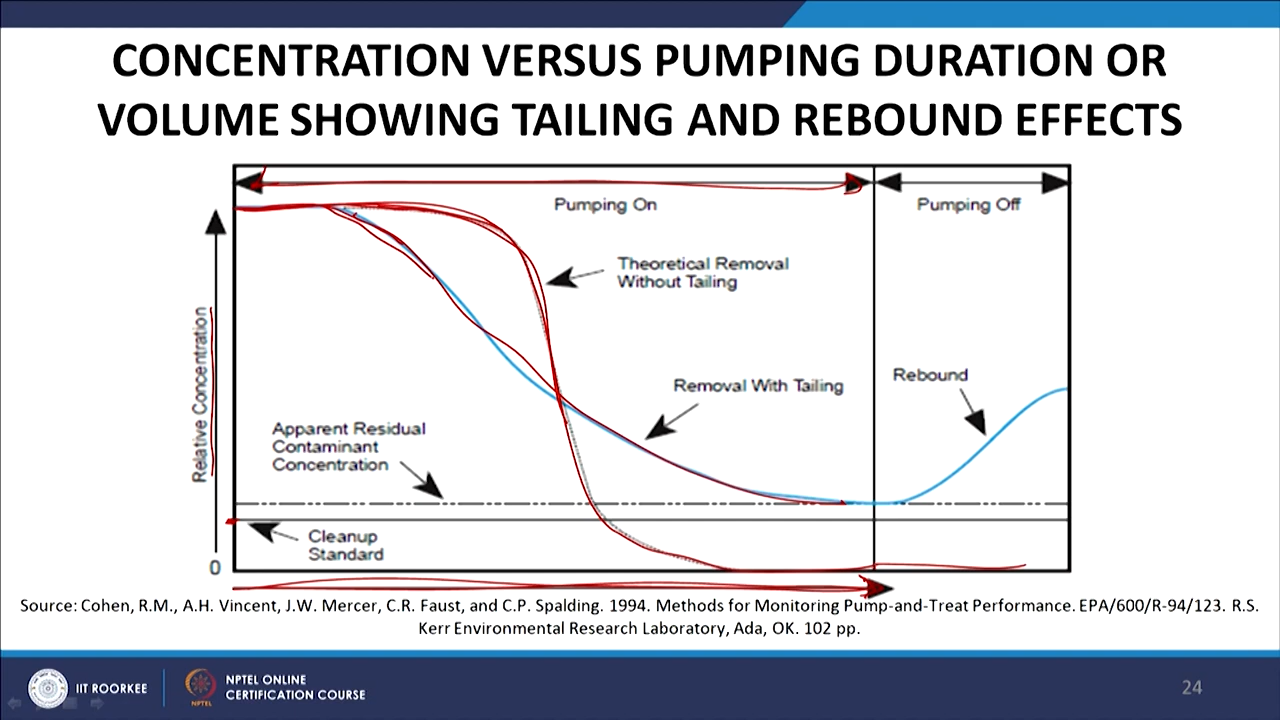 CONCENTRATION VERSUS PUMPING DURATION OR
VOLUME SHOWING TAILING AND REBOUND EFFECTS
Pumping On
Pumping Off
Theoretical Removal
Without Tailing
Relative Concentration
Removal With Tailing
Rebound
Apparent Residual
Contaminant
Concentration
Cleanup
Standard
0
Source: Cohen, R.M., A.H. Vincent, J.W. Mercer, C.R. Faust, and C.P. Spalding. 1994. Methods for Monitoring Pump-and-Treat Performance. EPA/600/R-94/123. R.S.
Kerr Environmental Research Laboratory, Ada, OK. 102 pp.
IIT ROORKEE
NPTEL
NPTEL ONLINE
CERTIFICATION COURSE
24